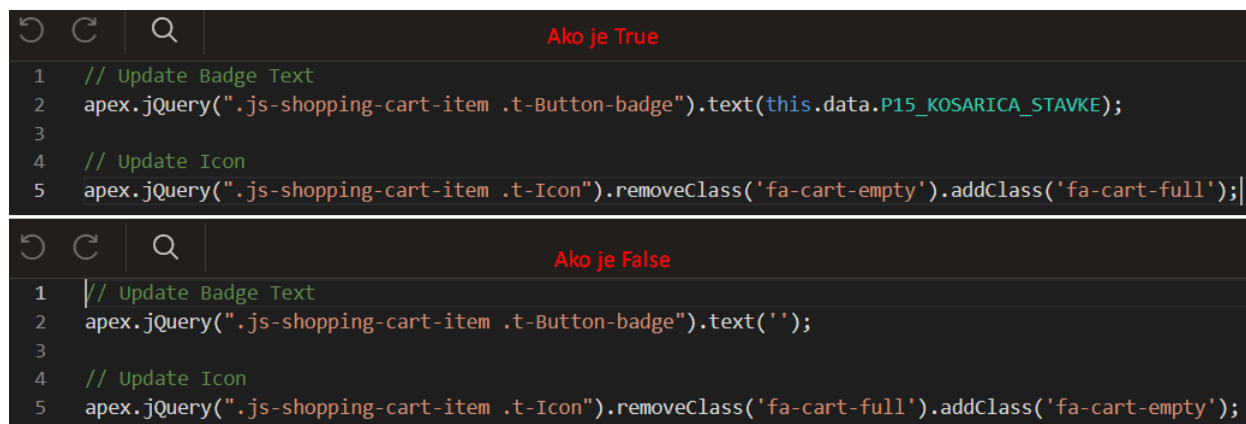 Ako je True
1 // Update Badge Text
2 apex.jQuery(".js-shopping-cart-item .t-Button-badge").text(this.data.P15_KOSARICA_STAVKE);
3
4 // Update Icon
5 apex.jQuery(".js-shopping-cart-item .t-Icon").removeClass('fa-cart-empty').addClass('fa-cart-full');
Ako je False
1 // Update Badge Text
2 apex.jQuery(".js-shopping-cart-item .t-Button-badge").text('');
3
4 // Update Icon
5 apex.jQuery(".js-shopping-cart-item .t-Icon").removeClass('fa-cart-full').addClass('fa-cart-empty');